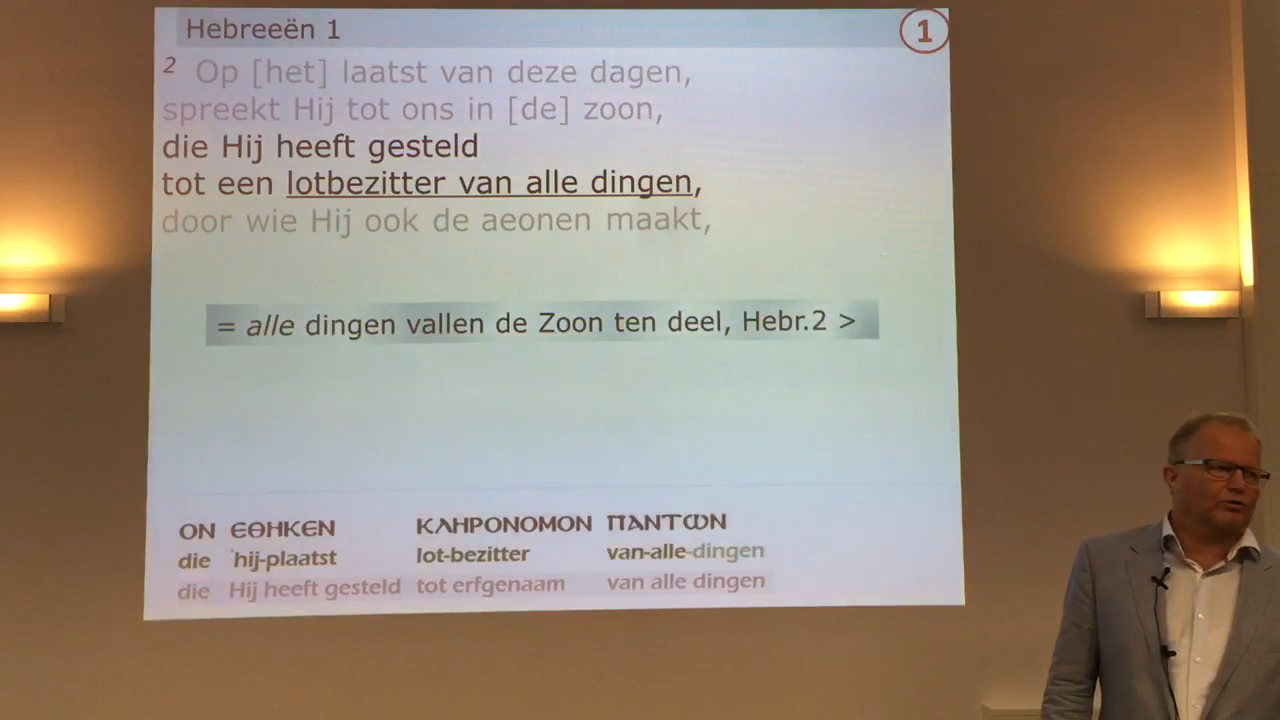 Hebreeën 1
1
2 Op [het] laatst van deze dagen,
spreekt Hij tot ons in [de] zoon,
die Hij heeft gesteld
tot een lotbezitter van alle dingen,
door wie Hij ook de aeonen maakt,
= alle dingen vallen de Zoon ten deel, Hebr.2 >
ΟΝ ΕΘΗΚΕΝ ΚΛΗΡΟΝΟΜΟΝ ΠΑΝΤΩΝ
die hij-plaatst lot-bezitter van-alle-dingen
die Hij heeft gesteld tot erfgenaam van alle dingen